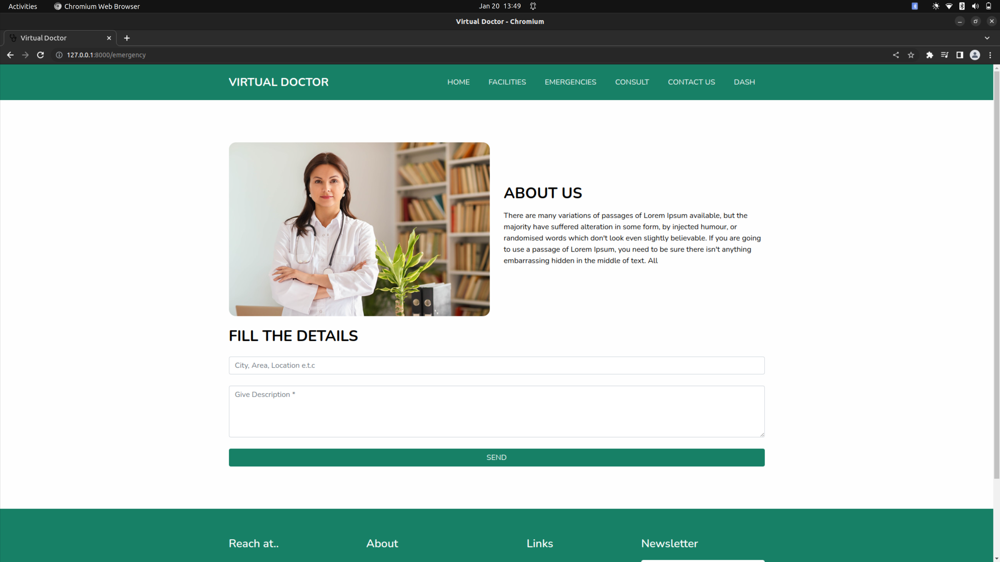 Activities
Chromium Web Browser
Jan 20 13:49
Virtual Doctor - Chromium
Virtual Doctor
127.0.0.1:8000/emergency
VIRTUAL DOCTOR
HOME FACILITIES EMERGENCIES CONSULT CONTACT US DASH
ABOUT US
There are many variations of passages of Lorem Ipsum available, but the
majority have suffered alteration in some form, by injected humour, or
randomised words which don't look even slightly believable. If you are going
to use a passage of Lorem Ipsum, you need to be sure there isn't anything
embarrassing hidden in the middle of text. All
FILL THE DETAILS
City, Area, Location e.t.c
Give Description *
SEND
Reach at..
About
Links
Newsletter